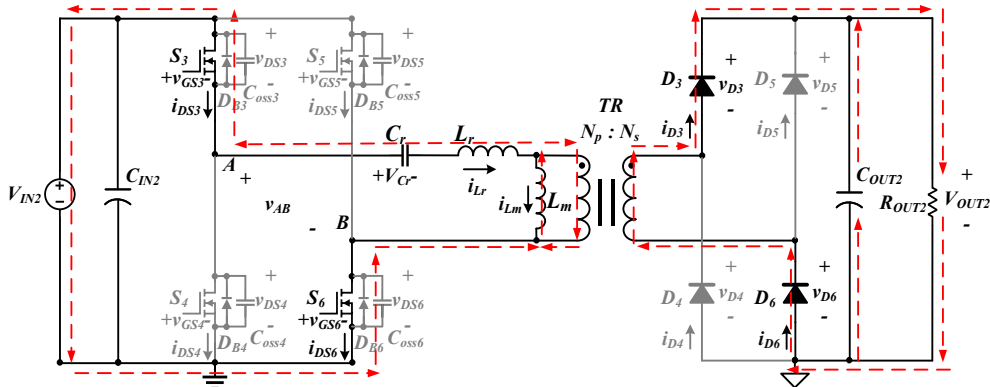 S3
+vGS3-
iDS3
DB3
Coss3
+
vDS3
-
S5
+vGS5-
iDS5
DB5
Coss5
+
vDS5
-
VIN2
CIN2
A
+
vAB
-
B
Cr
+VCr-
Lr
iLr
iLm
Lm
TR
Np : Ns
S4
+vGS4-
iDS4
DB4
Coss4
+
vDS4
-
S6
+vGS6-
iDS6
DB6
Coss6
+
vDS6
-
D3
iD3
+
vD3
-
D5
iD5
+
vD5
-
D4
iD4
+
vD4
-
D6
iD6
+
vD6
-
COUT2
ROUT2
+
VOUT2
-